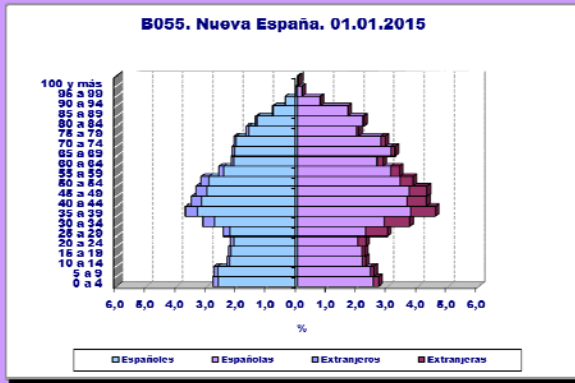 B055. Nueva España. 01.01.2015
100 y más
95 a 99
90 a 94
85 a 89
80 a 84
75 a 79
70 a 74
65 a 69
60 a 64
55 a 59
50 a 54
45 a 49
40 a 44
35 a 39
30 a 34
25 a 29
20 a 24
15 a 19
10 a 14
5 a 9
0 a 4
6,0 5,0 4,0 3,0 2,0 1,0 0,0 1,0 2,0 3,0 4,0 5,0 6,0
%
Españoles Españolas Extranjeros Extranjeras